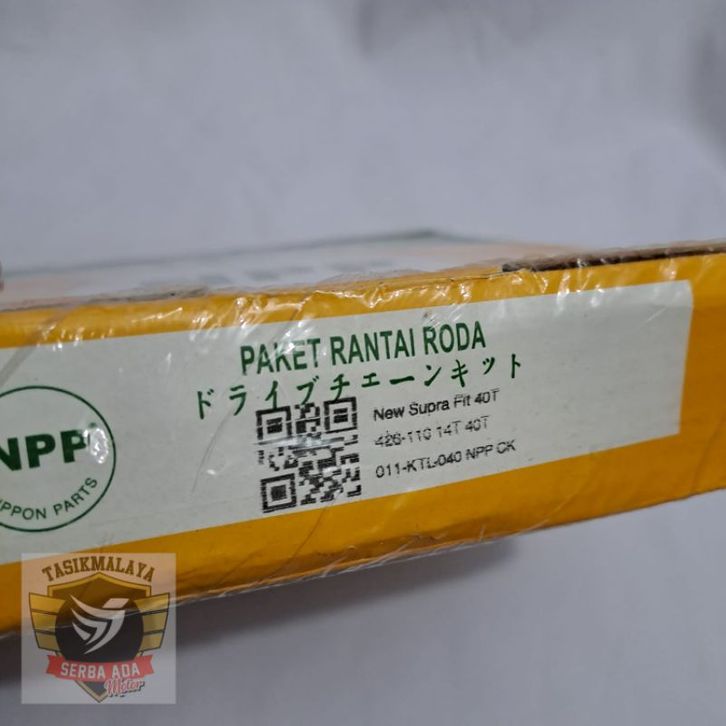 PAKET RANTAI RODA
ドライブチェーンキット
New Supra Fit 40T
428-110 14T 40T
011-KTL-040 NPP CK
NPP
NIPPON PARTS
TASIKMALAYA
SERBA ADA
Motor